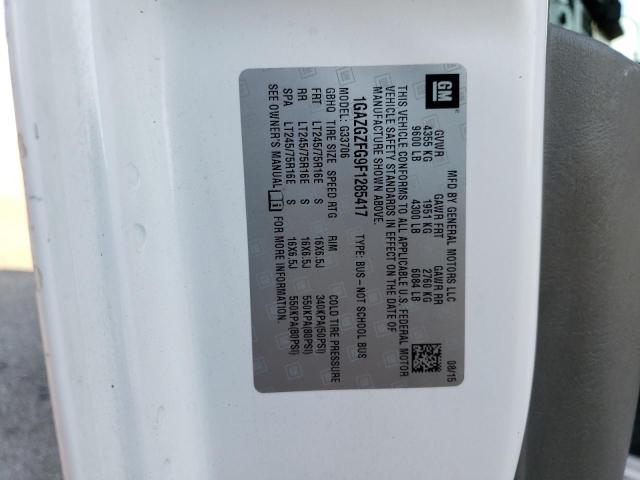 GM
MFD BY GENERAL MOTORS LLC
08/15
GVWR GAWR FRT GAWR RR
4355 KG 1951 KG 2760 KG
9600 LB 4300 LB 6084 LB
THIS VEHICLE CONFORMS TO ALL APPLICABLE U.S. FEDERAL MOTOR
VEHICLE SAFETY STANDARDS IN EFFECT ON THE DATE OF
MANUFACTURE SHOWN ABOVE.
1GAZGZFG9F1285417 TYPE: BUS-NOT SCHOOL BUS
MODEL: G33706
GBHQ TIRE SIZE SPEED RTG RIM COLD TIRE PRESSURE
FRT LT245/75R16E S 16X6.5J 340KPA(50PSI)
RR LT245/75R16E S 16X6.5J 550KPA(80PSI)
SPA LT245/75R16E S 16X6.5J 550KPA(80PSI)
SEE OWNER'S MANUAL FOR MORE INFORMATION.